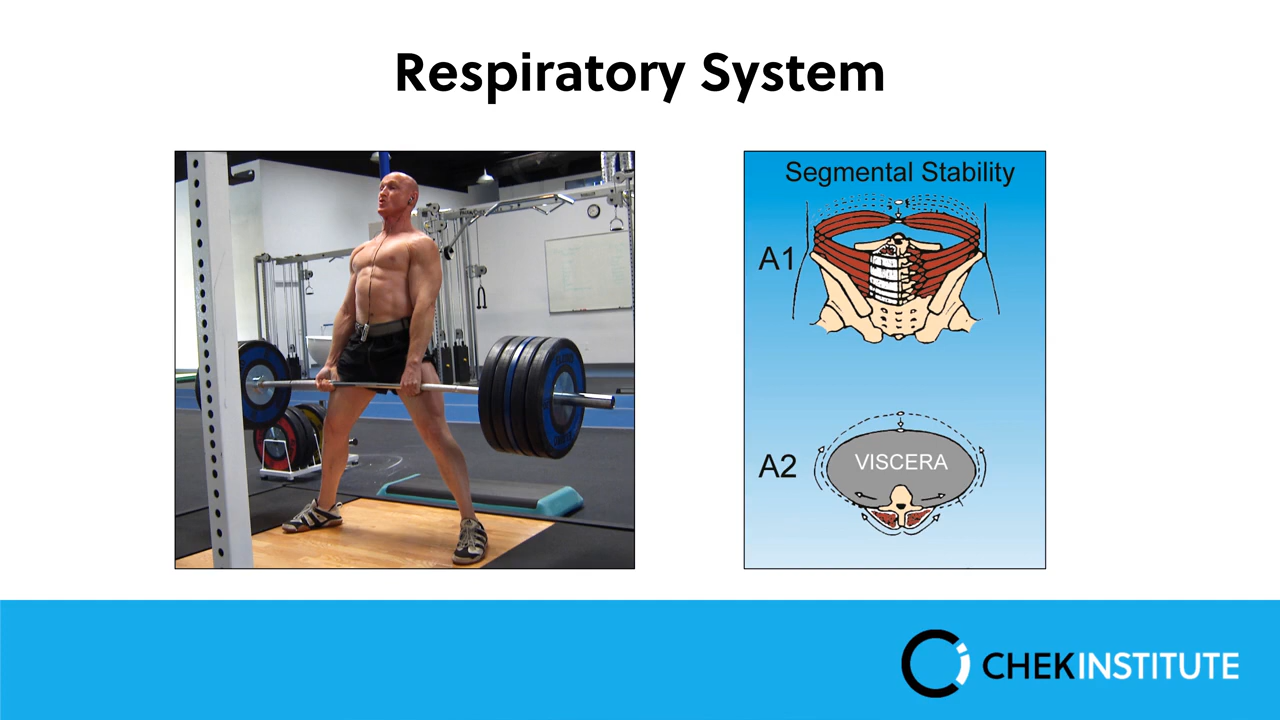 Respiratory System
Segmental Stability
A1
A2
VISCERA
CHEKINSTITUTE